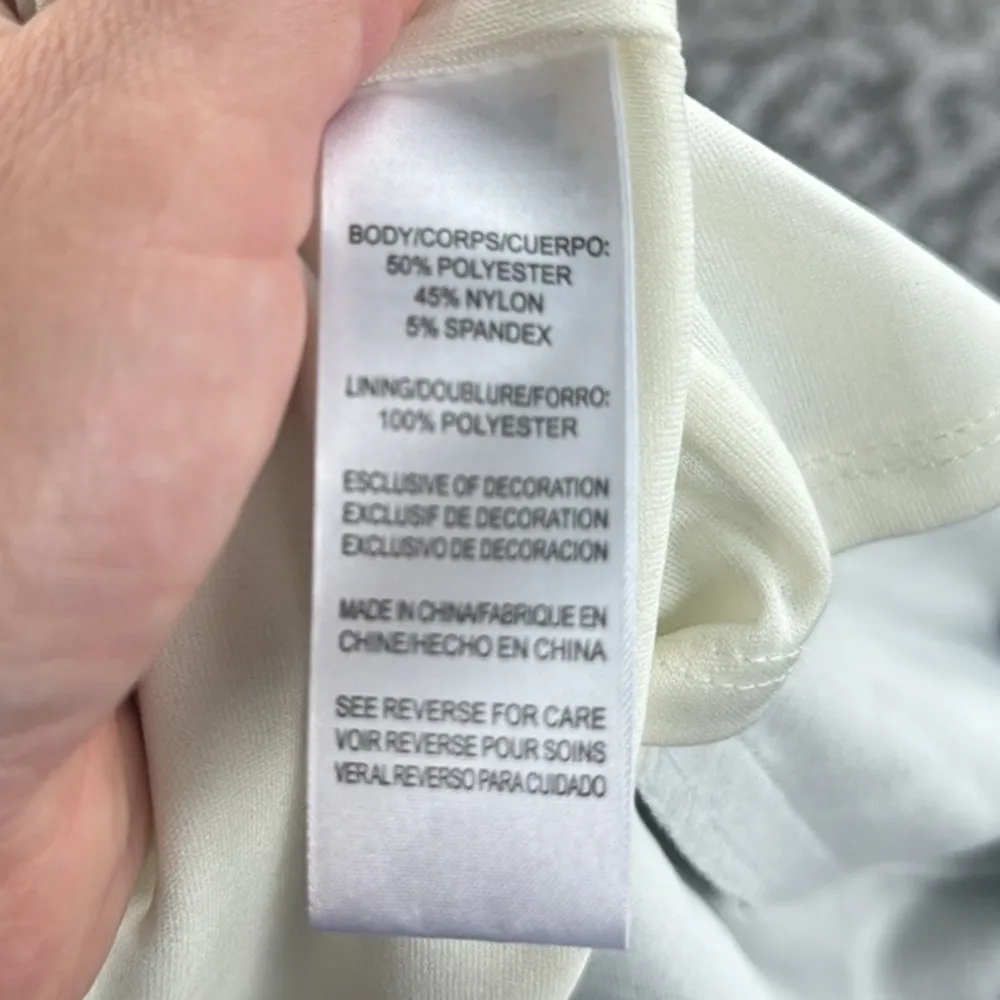 BODY/CORPS/CUERPO:
50% POLYESTER
45% NYLON
5% SPANDEX
LINING/DOUBLURE/FORRO:
100% POLYESTER
ESCLUSIVE OF DECORATION
EXCLUSIF DE DECORATION
EXCLUSIVO DE DECORACION
MADE IN CHINA/FABRIQUE EN
CHINE/HECHO EN CHINA
SEE REVERSE FOR CARE
VOIR REVERSE POUR SOINS
VER AL REVERSO PARA CUIDADO